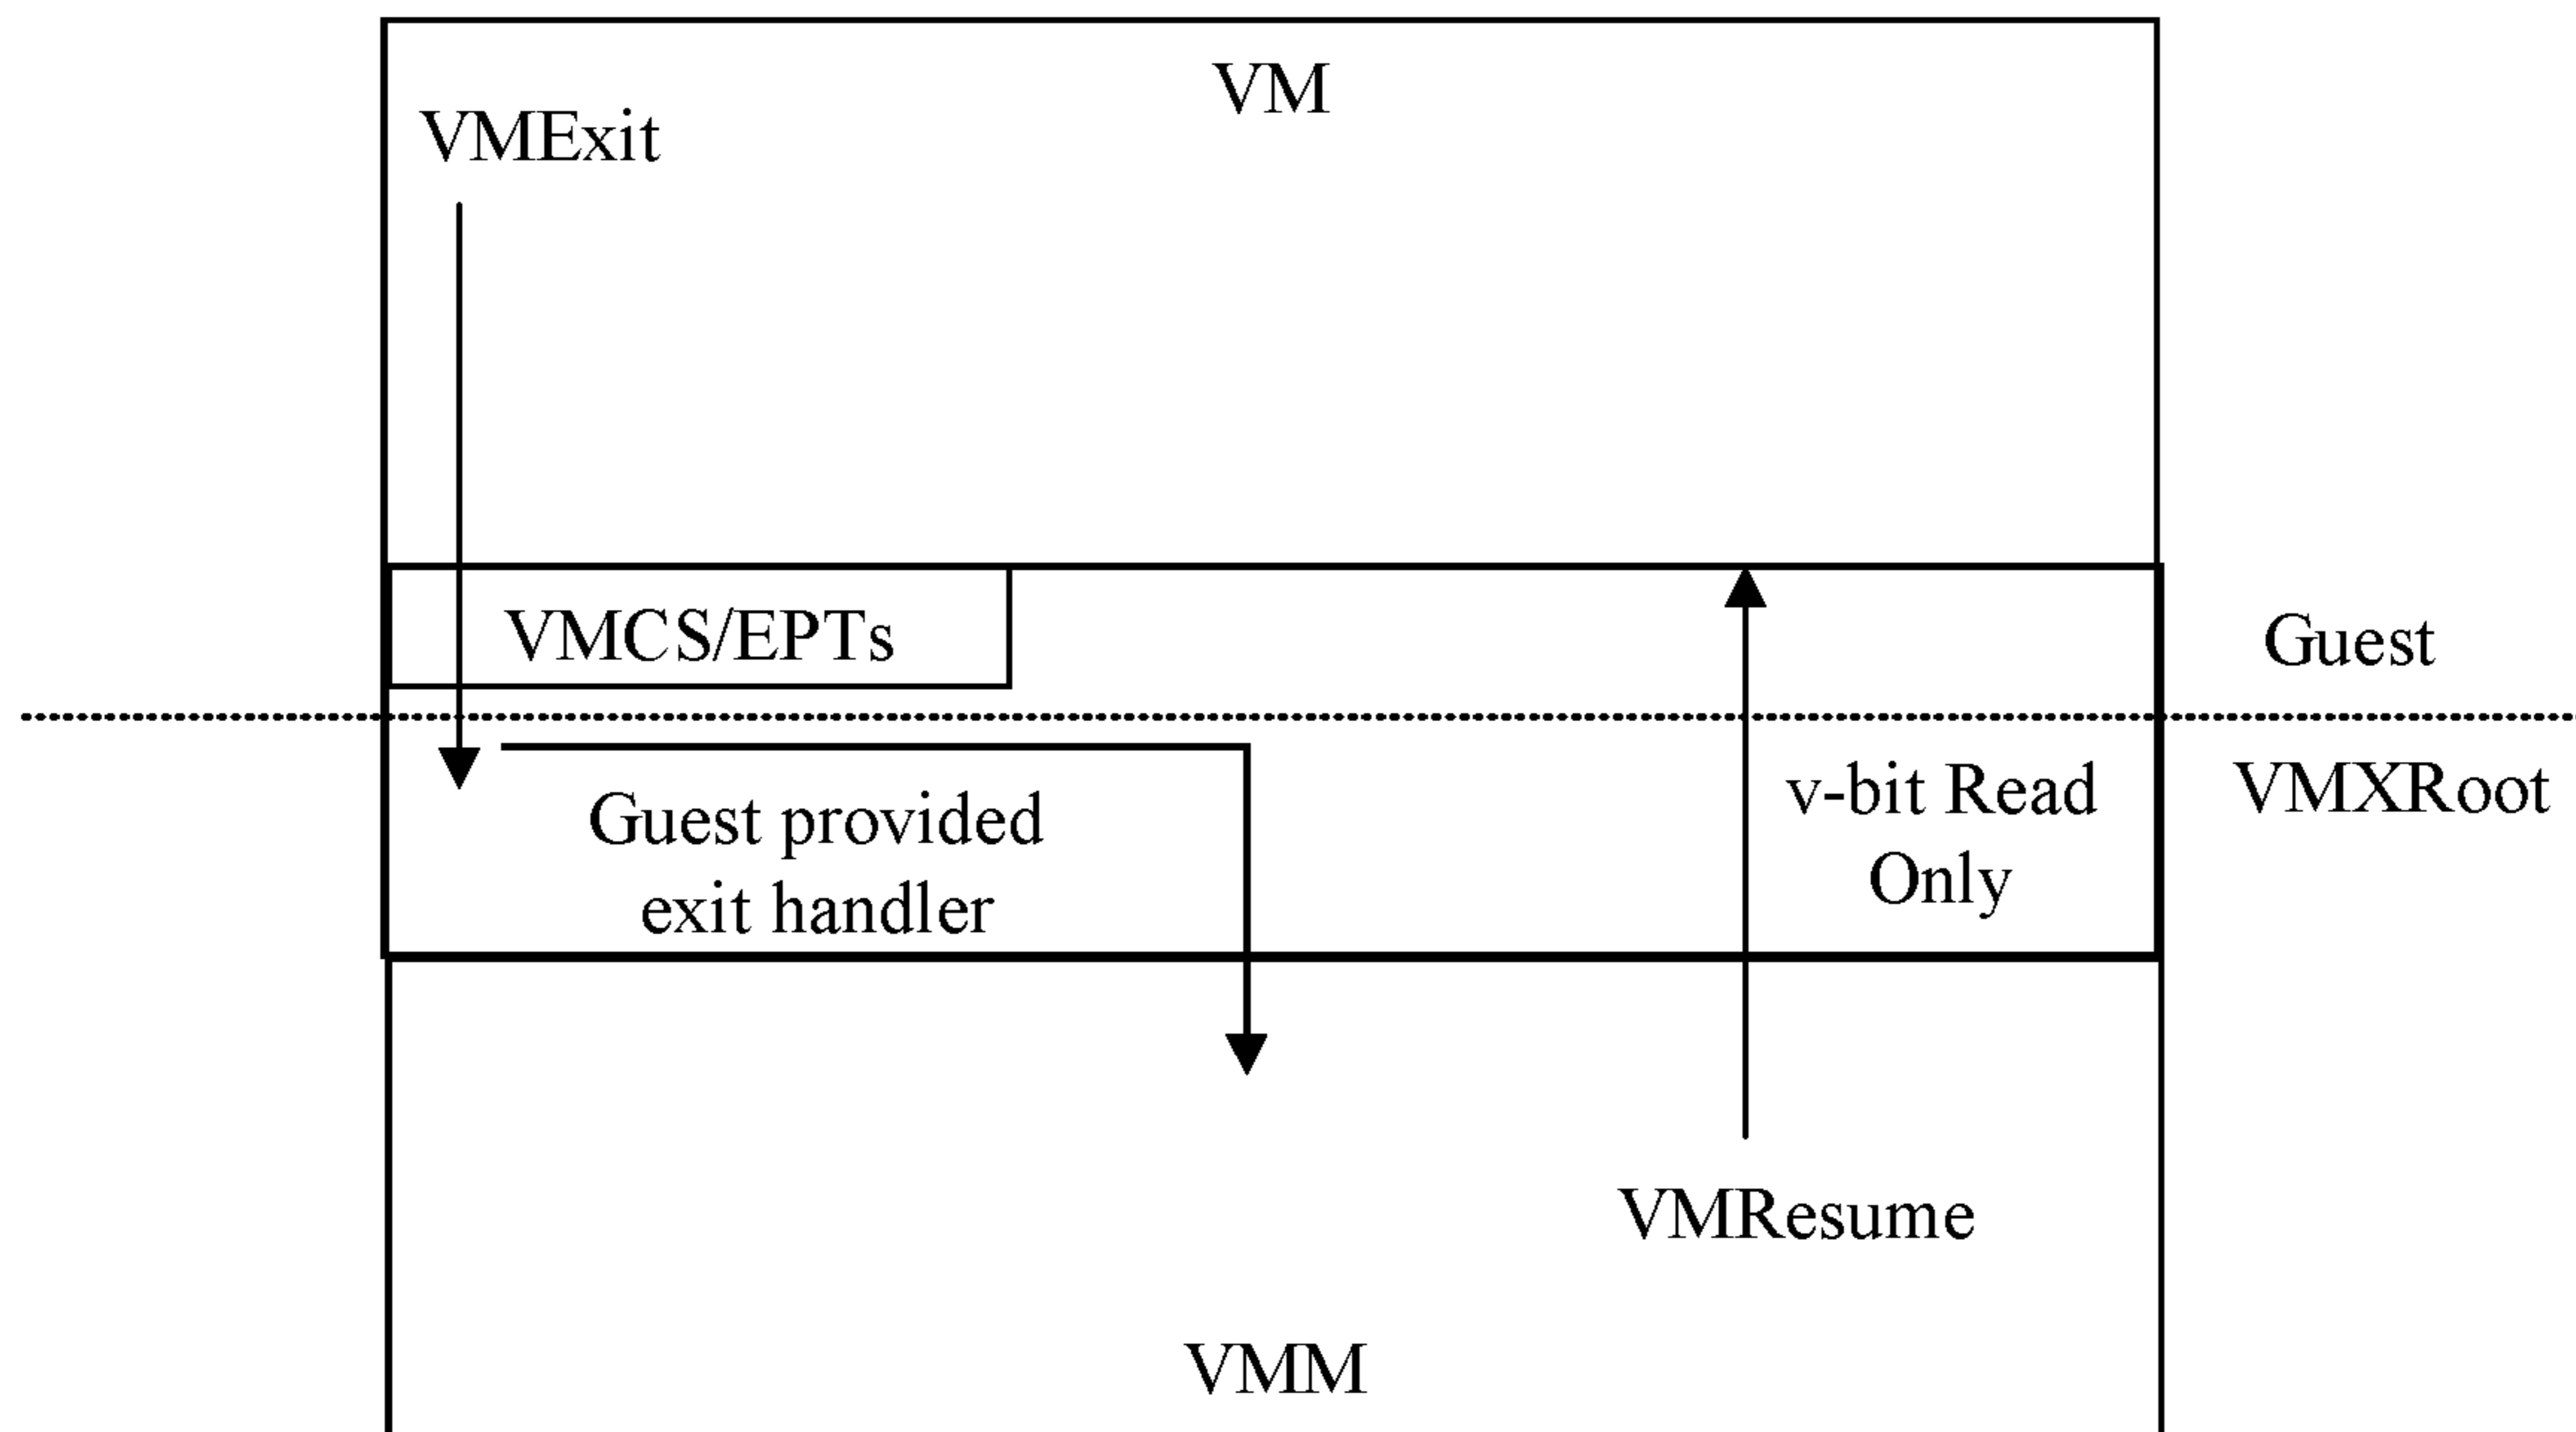 VM
VMExit
VMCS/EPTs
Guest
VMXRoot
Guest provided
exit handler
v-bit Read
Only
VMResume
VMM